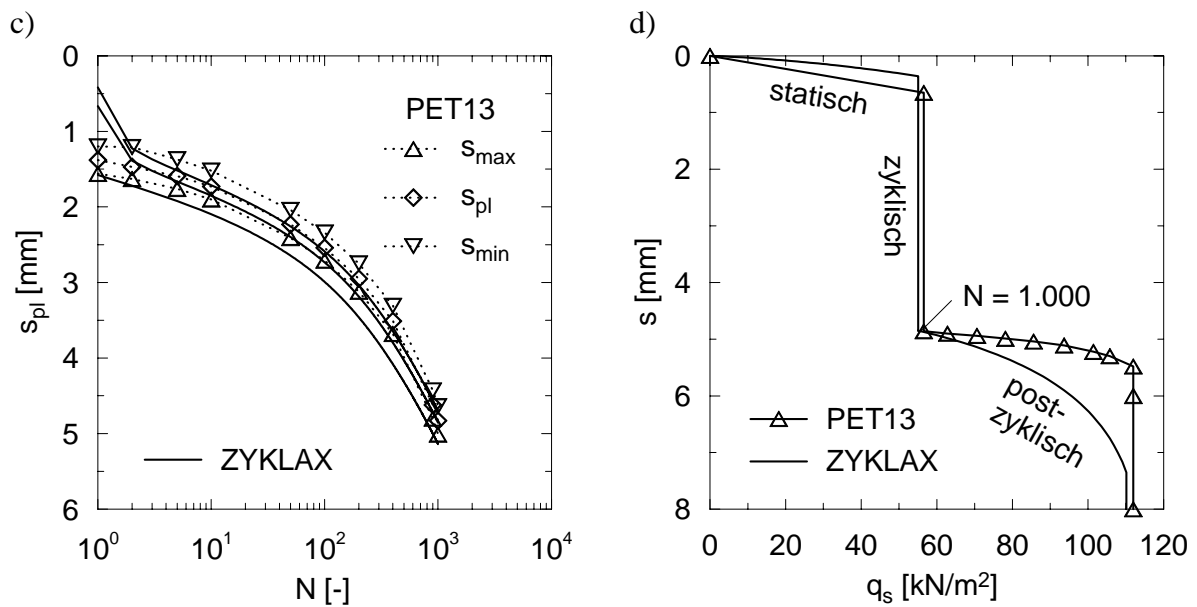 c)
0
1
2
3
4
5
6
s_pl [mm]
10^0
10^1
10^2
10^3
10^4
N [-]
PET13
s_max
s_pl
s_min
ZYKLAX
d)
0
2
4
6
8
s [mm]
0
20
40
60
80
100
120
q_s [kN/m²]
statisch
zyklisch
N = 1.000
post-
zyklisch
PET13
ZYKLAX